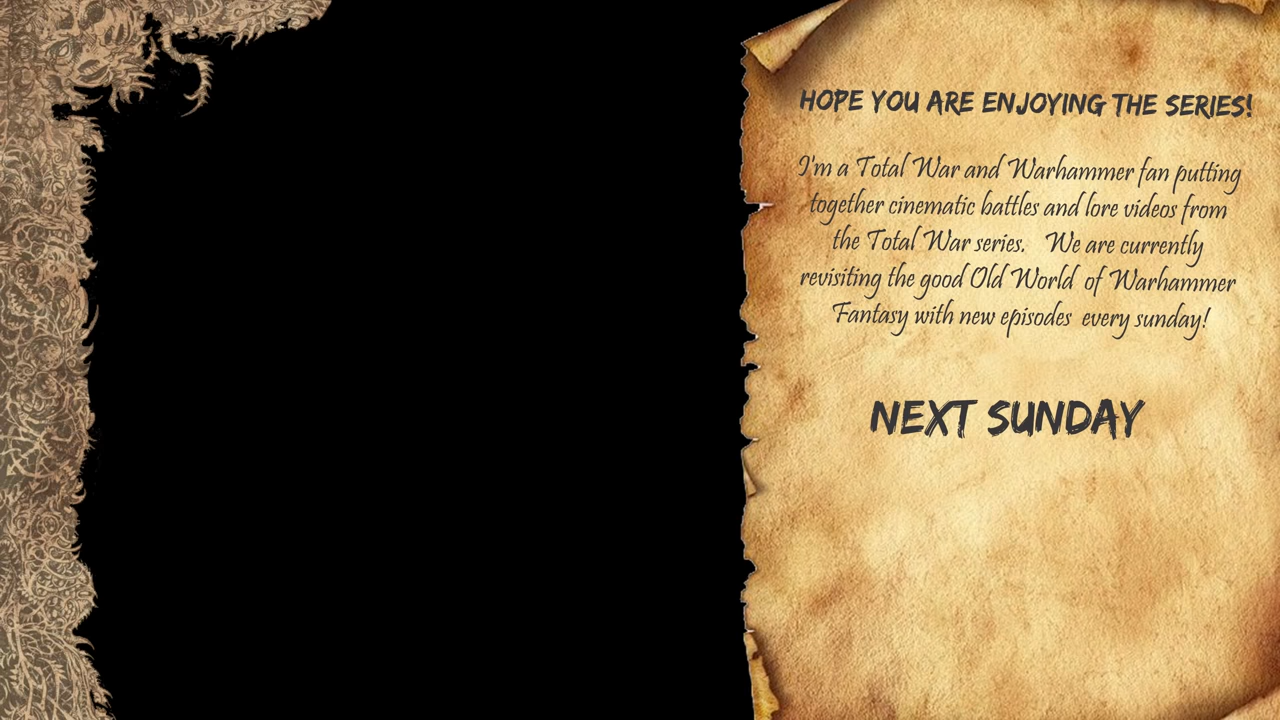 HOPE YOU ARE ENJOYING THE SERIES!
I'm a Total War and Warhammer fan putting
together cinematic battles and lore videos from
the Total War series. We are currently
revisiting the good Old World of Warhammer
Fantasy with new episodes every sunday!
NEXT SUNDAY